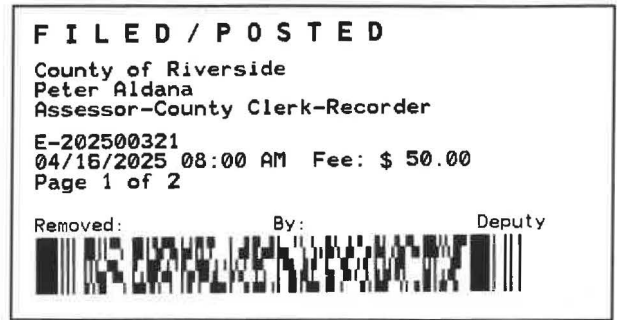 FILED/POSTED
County of Riverside
Peter Aldana
Assessor-County Clerk-Recorder
E-202500321
04/16/2025 08:00 AM Fee: $ 50.00
Page 1 of 2
Removed: By: Deputy